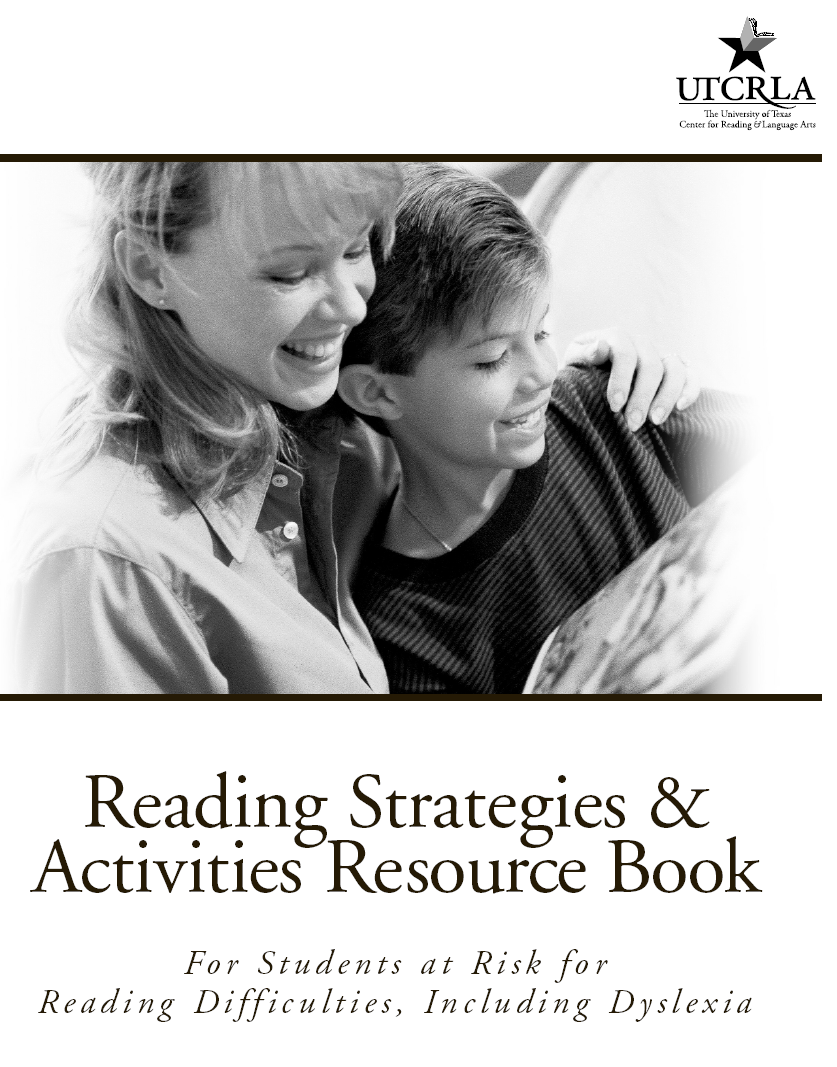 UTCRLA
The University of Texas
Center for Reading & Language Arts
Reading Strategies &
Activities Resource Book
For Students at Risk for
Reading Difficulties, Including Dyslexia